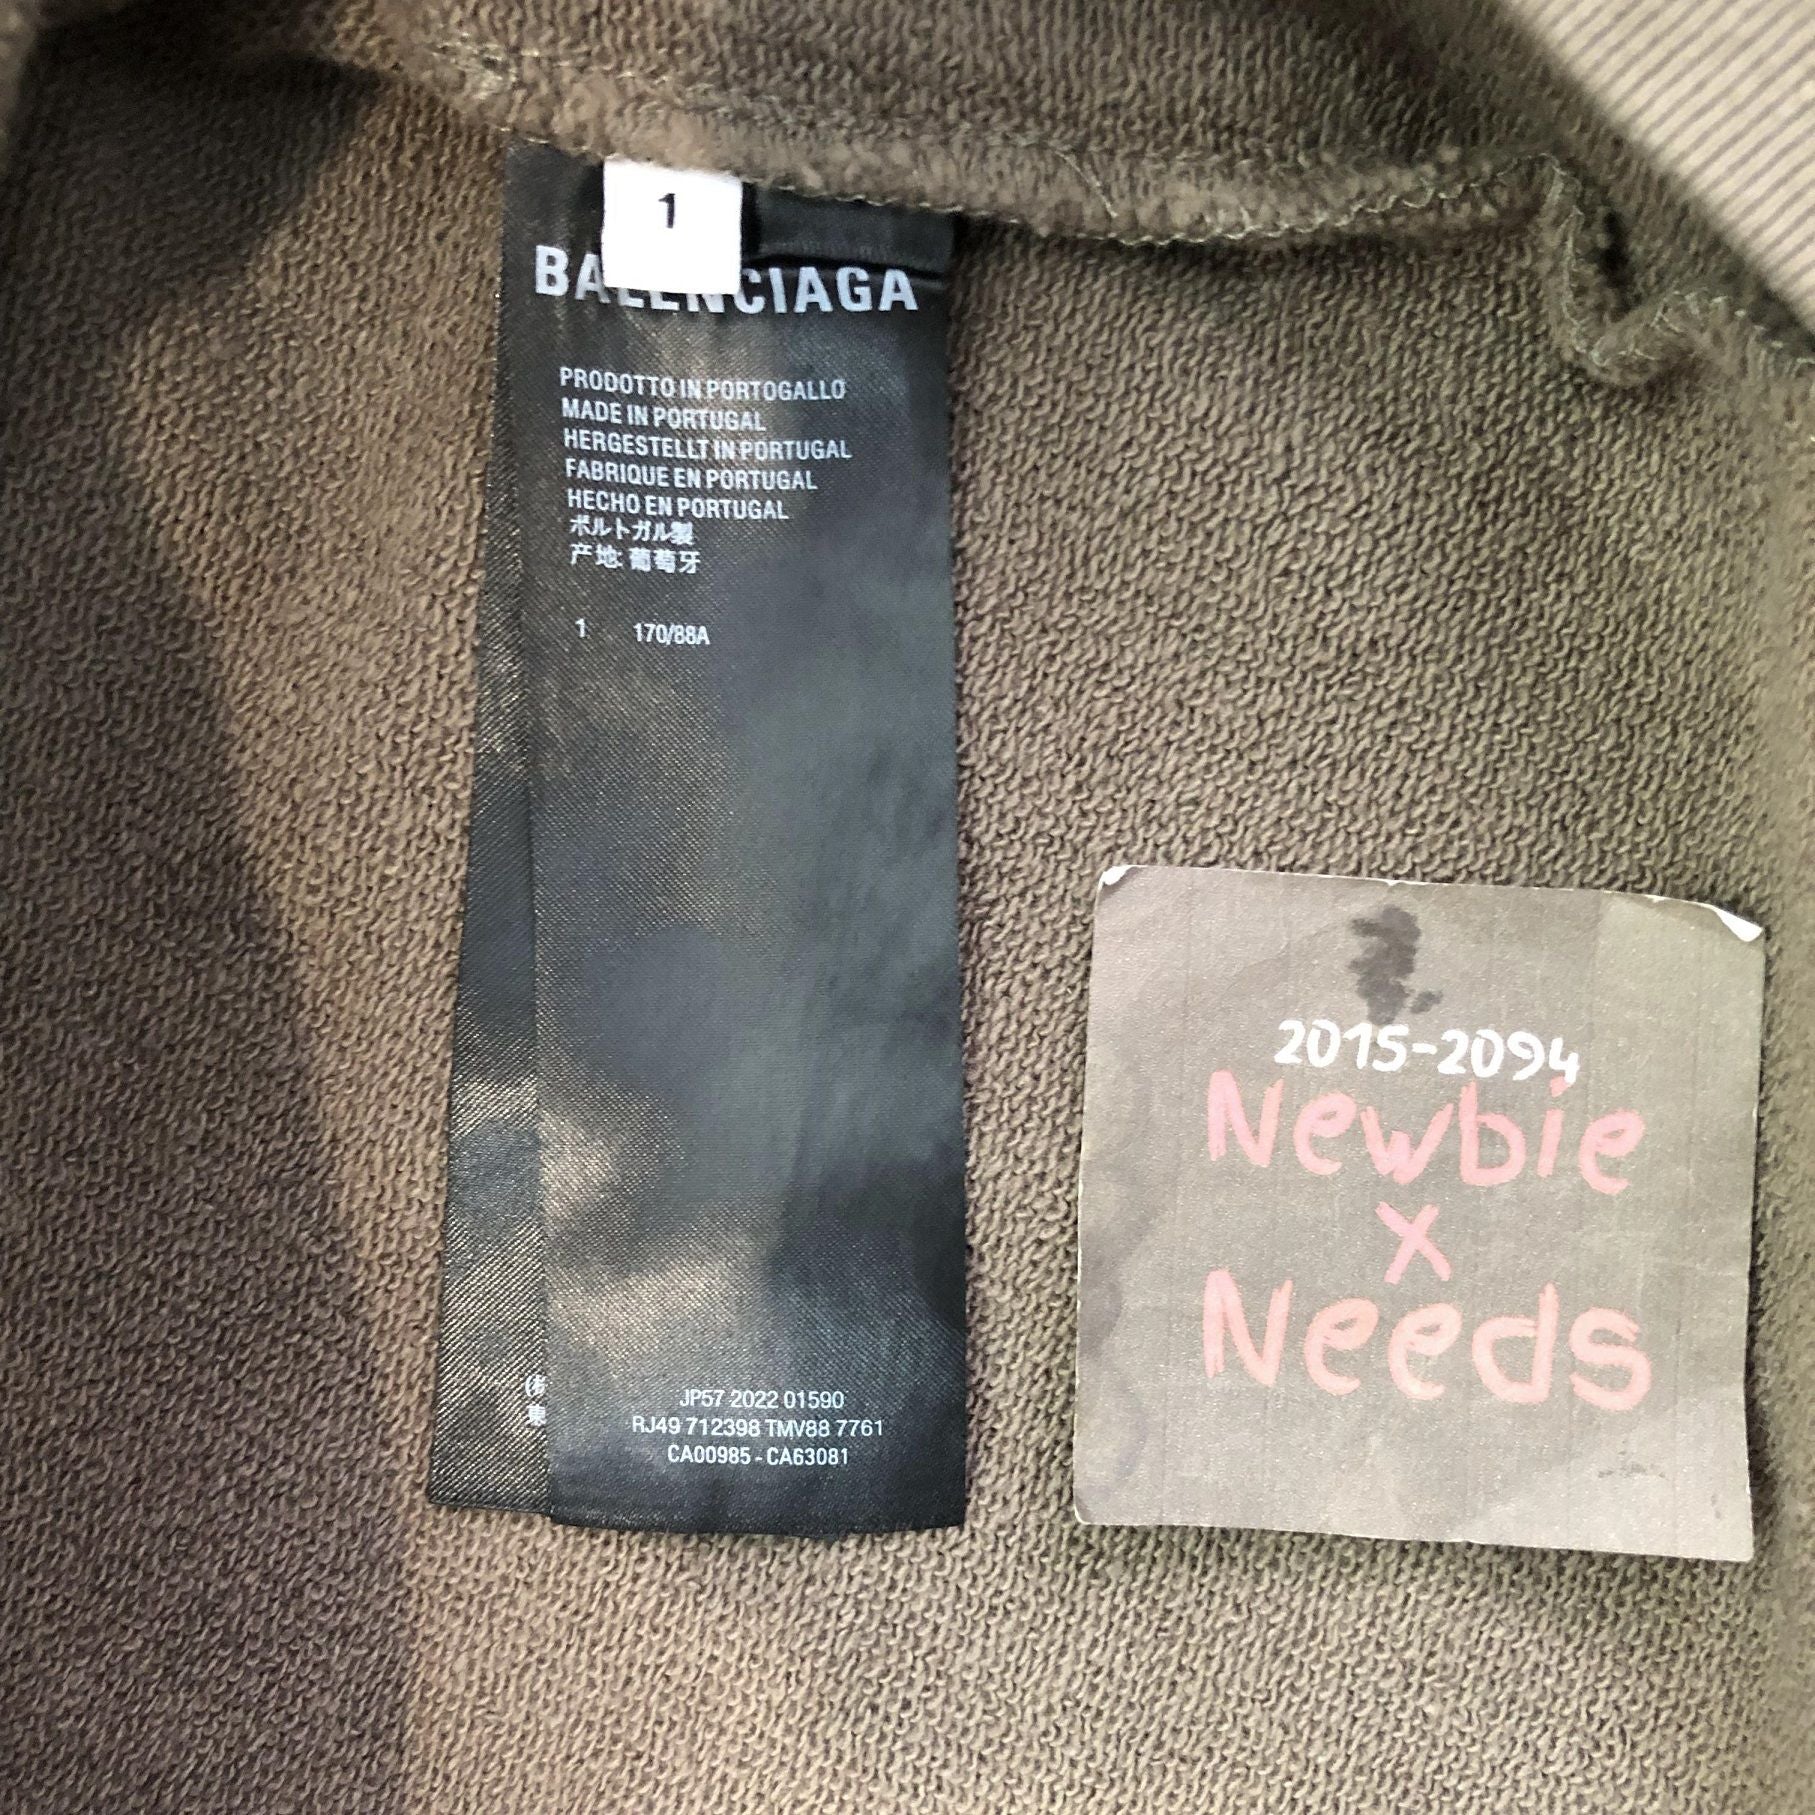 1
BALENCIAGA
PRODOTTO IN PORTOGALLO
MADE IN PORTUGAL
HERGESTELLT IN PORTUGAL
FABRIQUE EN PORTUGAL
HECHO EN PORTUGAL
ポルトガル製
产地: 葡萄牙
1 170/88A
JP57 2022 01590
RJ49 712398 TMV88 7761
CA00985 - CA63081
東
2015-2094
Newbie
x
Needs